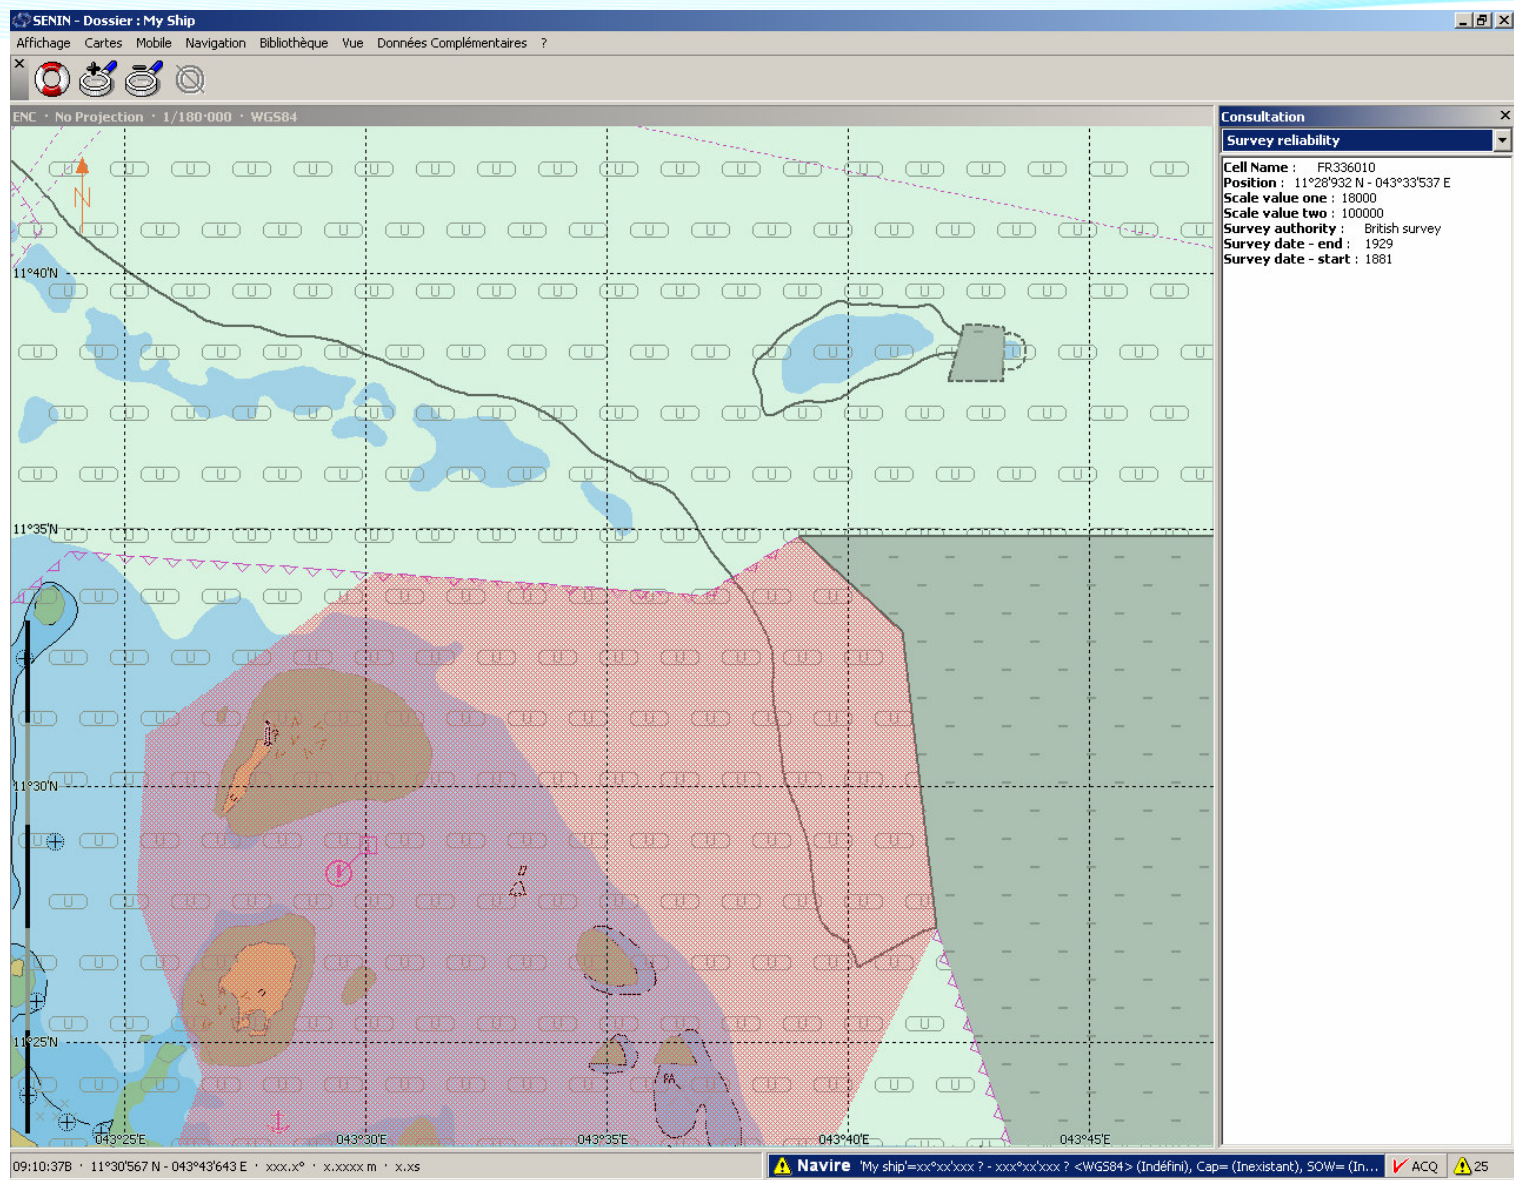 SENIN - Dossier : My Ship
Affichage Cartes Mobile Navigation Bibliothèque Vue Données Complémentaires ?
ENC · No Projection · 1/180·000 · WGS84
Consultation
Survey reliability
Cell Name : FR336010
Position : 11°28'932 N - 043°33'537 E
Scale value one : 18000
Scale value two : 100000
Survey authority : British survey
Survey date - end : 1929
Survey date - start : 1881
N
11°40'N
11°35'N
11°30'N
11°25'N
PA
043°25'E 043°30'E 043°35'E 043°40'E 043°45'E
09:10:37B · 11°30'567 N - 043°43'643 E · xxx.x° · x.xxxx m · x.xs
Navire 'My ship'=xx°xx'xxx ? - xxx°xx'xxx ? <WGS84> (Indéfini), Cap= (Inexistant), SOW= (In...
ACQ
25